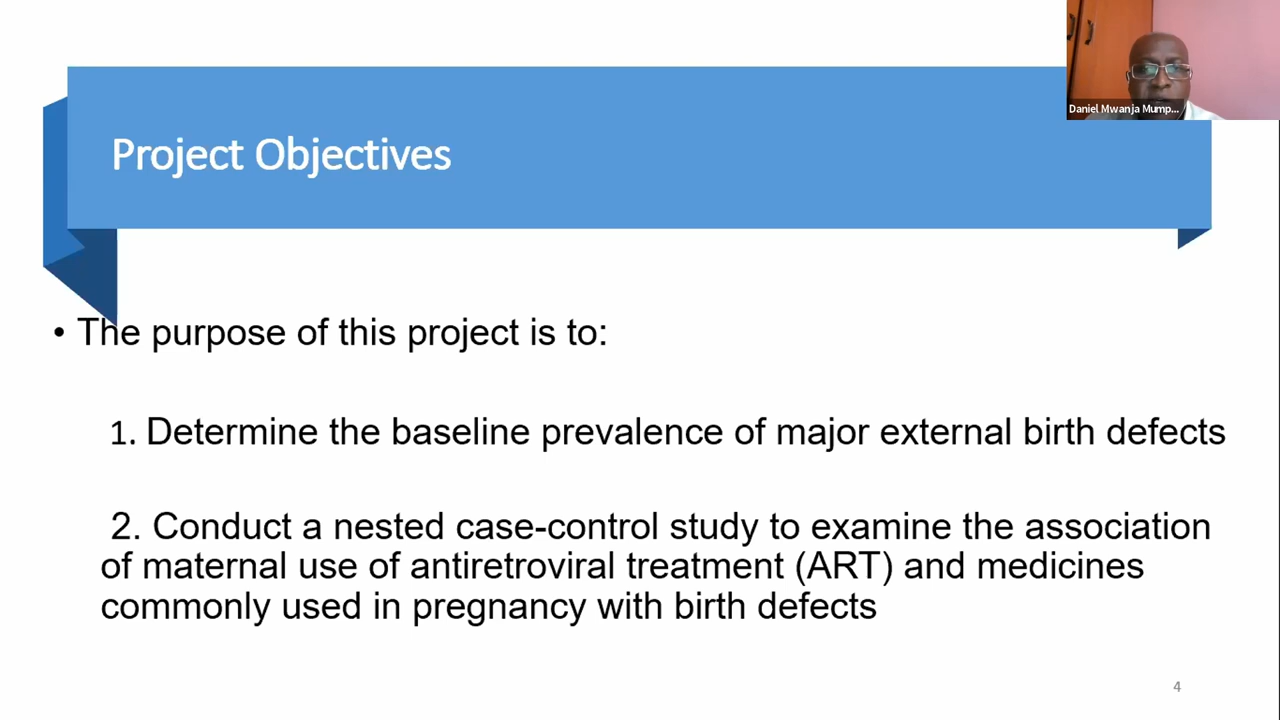 Daniel Mwanja Mump...
Project Objectives
• The purpose of this project is to:
1. Determine the baseline prevalence of major external birth defects
2. Conduct a nested case-control study to examine the association
of maternal use of antiretroviral treatment (ART) and medicines
commonly used in pregnancy with birth defects
4